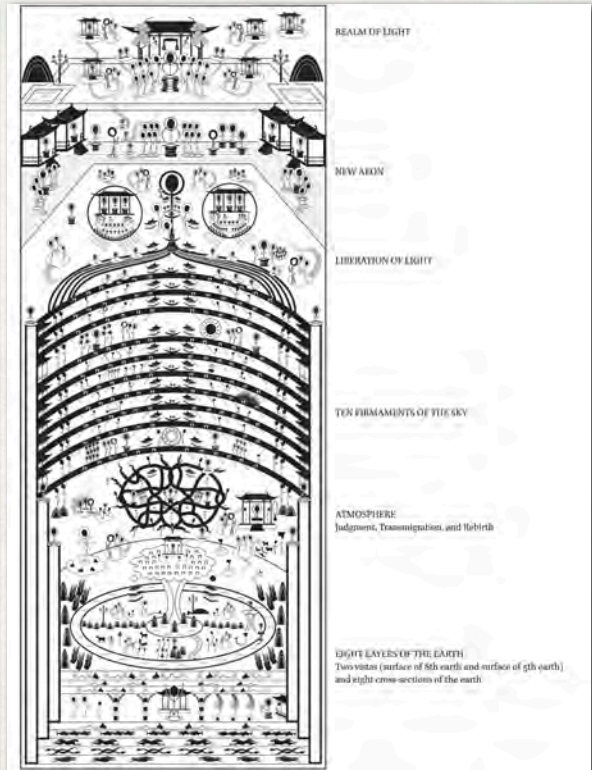 REALM OF LIGHT
NEW AEON
LIBERATION OF LIGHT
TEN FIRMAMENTS OF THE SKY
ATMOSPHERE
Judgment, Transmigration, and Rebirth
EIGHT LAYERS OF THE EARTH
Two vistas (surface of 8th earth and surface of 5th earth)
and eight cross-sections of the earth